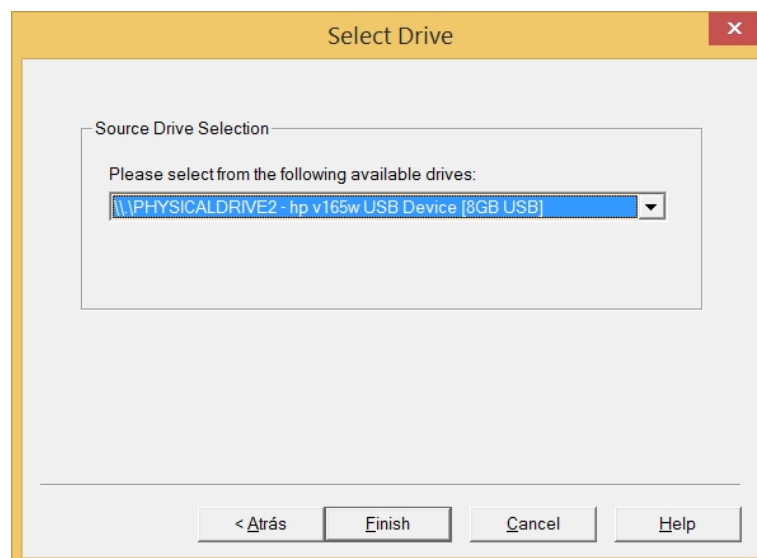 Select Drive
Source Drive Selection
Please select from the following available drives:
\\.\PHYSICALDRIVE2 - hp v165w USB Device [8GB USB]
< Atrás Finish Cancel Help